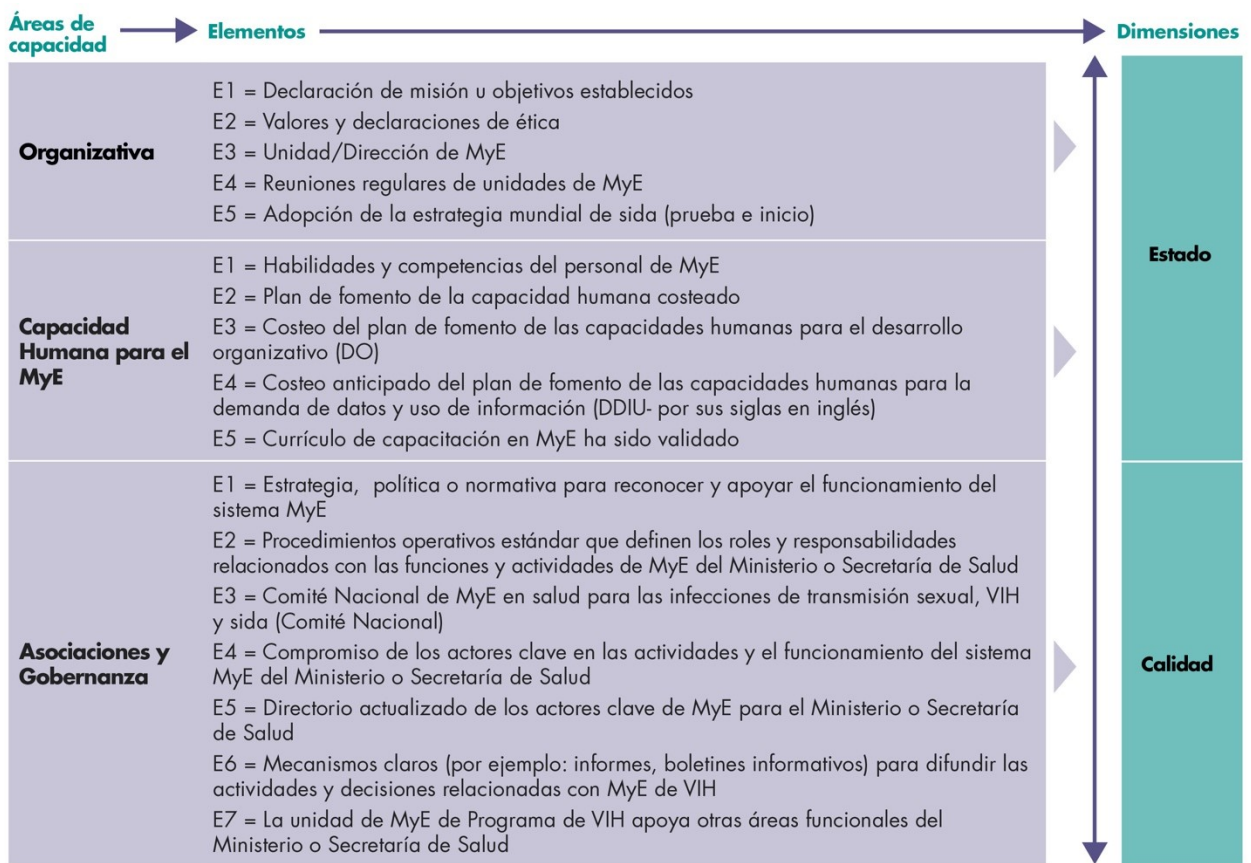 Áreas de
capacidad
Elementos
Dimensiones
Organizativa
E1 = Declaración de misión u objetivos establecidos
E2 = Valores y declaraciones de ética
E3 = Unidad/Dirección de MyE
E4 = Reuniones regulares de unidades de MyE
E5 = Adopción de la estrategia mundial de sida (prueba e inicio)
Capacidad
Humana para el
MyE
E1 = Habilidades y competencias del personal de MyE
E2 = Plan de fomento de la capacidad humana costeado
E3 = Costeo del plan de fomento de las capacidades humanas para el desarrollo
organizativo (DO)
E4 = Costeo anticipado del plan de fomento de las capacidades humanas para la
demanda de datos y uso de información (DDIU- por sus siglas en inglés)
E5 = Currículo de capacitación en MyE ha sido validado
Estado
Asociaciones y
Gobernanza
E1 = Estrategia, política o normativa para reconocer y apoyar el funcionamiento del
sistema MyE
E2 = Procedimientos operativos estándar que definen los roles y responsabilidades
relacionados con las funciones y actividades de MyE del Ministerio o Secretaría de Salud
E3 = Comité Nacional de MyE en salud para las infecciones de transmisión sexual, VIH
y sida (Comité Nacional)
E4 = Compromiso de los actores clave en las actividades y el funcionamiento del sistema
MyE del Ministerio o Secretaría de Salud
E5 = Directorio actualizado de los actores clave de MyE para el Ministerio o Secretaría
de Salud
E6 = Mecanismos claros (por ejemplo: informes, boletines informativos) para difundir las
actividades y decisiones relacionadas con MyE de VIH
E7 = La unidad de MyE de Programa de VIH apoya otras áreas funcionales del
Ministerio o Secretaría de Salud
Calidad